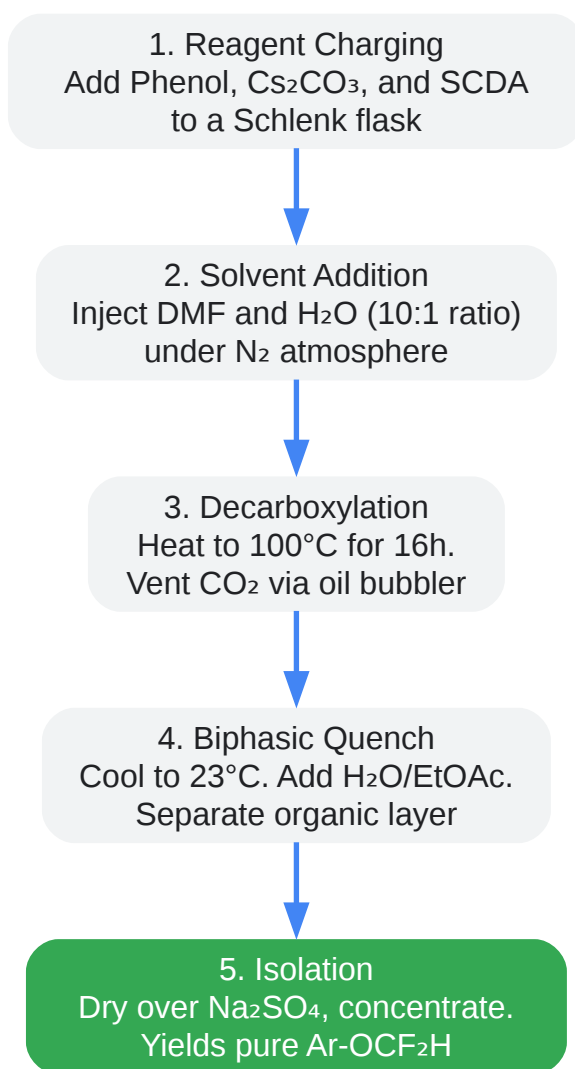 1. Reagent Charging
Add Phenol, Cs₂CO₃, and SCDA
to a Schlenk flask
2. Solvent Addition
Inject DMF and H₂O (10:1 ratio)
under N₂ atmosphere
3. Decarboxylation
Heat to 100°C for 16h.
Vent CO₂ via oil bubbler
4. Biphasic Quench
Cool to 23°C. Add H₂O/EtOAc.
Separate organic layer
5. Isolation
Dry over Na₂SO₄, concentrate.
Yields pure Ar-OCF₂H